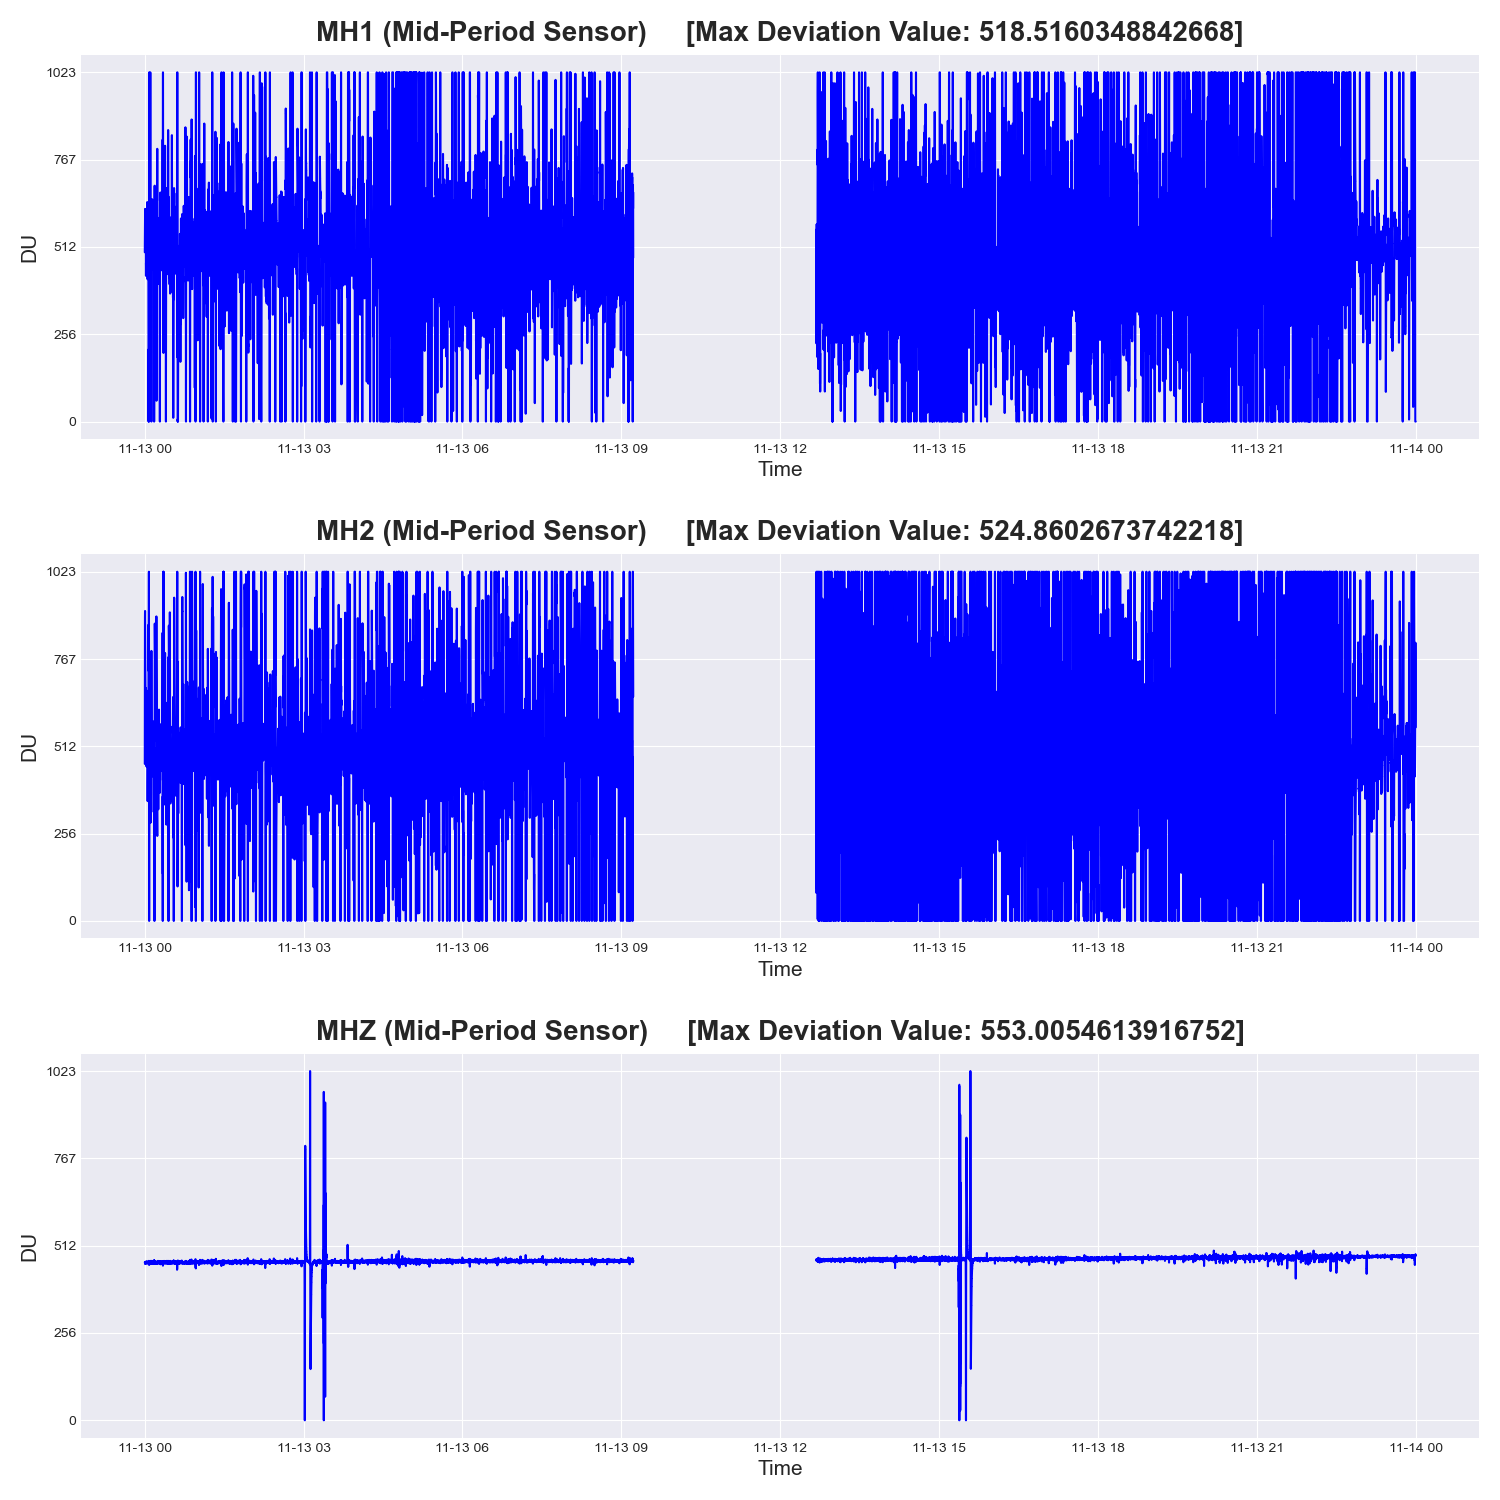 MH1 (Mid-Period Sensor) [Max Deviation Value: 518.5160348842668]
1023
767
512
256
0
DU
11-13 00 11-13 03 11-13 06 11-13 09 11-13 12 11-13 15 11-13 18 11-13 21 11-14 00
Time
MH2 (Mid-Period Sensor) [Max Deviation Value: 524.8602673742218]
1023
767
512
256
0
DU
11-13 00 11-13 03 11-13 06 11-13 09 11-13 12 11-13 15 11-13 18 11-13 21 11-14 00
Time
MHZ (Mid-Period Sensor) [Max Deviation Value: 553.0054613916752]
1023
767
512
256
0
DU
11-13 00 11-13 03 11-13 06 11-13 09 11-13 12 11-13 15 11-13 18 11-13 21 11-14 00
Time